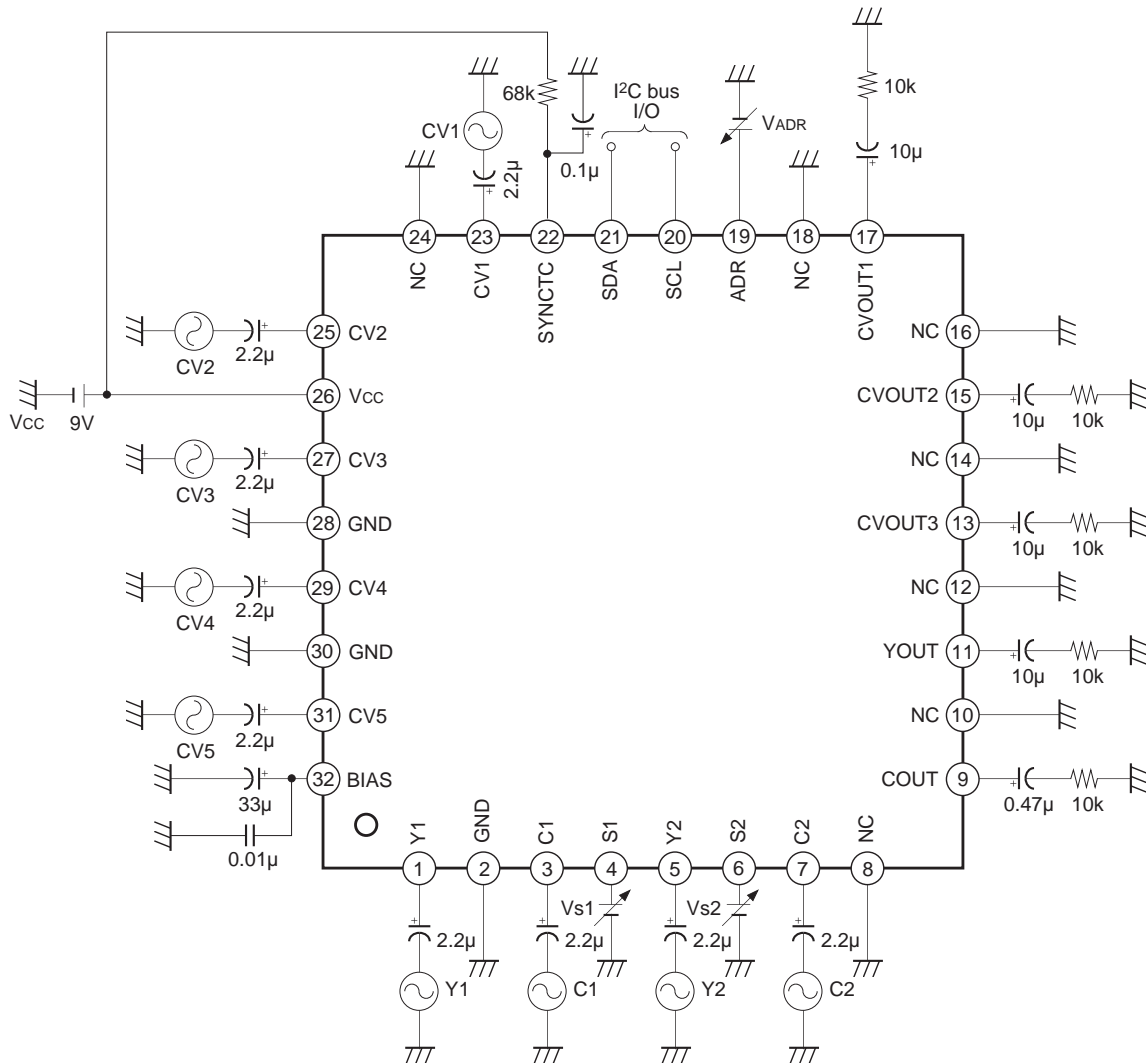 I²C bus
I/O
68k
CV1
2.2μ
0.1μ
VADR
10k
10μ
24
23
22
21
20
19
18
17
NC
CV1
SYNCTC
SDA
SCL
ADR
NC
CVOUT1
CV2
2.2μ
25
CV2
NC
16
VCC
9V
26
VCC
CVOUT2
15
10μ
10k
CV3
2.2μ
27
CV3
NC
14
28
GND
CVOUT3
13
10μ
10k
CV4
2.2μ
29
CV4
NC
12
30
GND
YOUT
11
10μ
10k
CV5
2.2μ
31
CV5
NC
10
33μ
32
BIAS
COUT
9
0.47μ
10k
0.01μ
Y1
GND
C1
S1
Y2
S2
C2
NC
1
2
3
4
5
6
7
8
2.2μ
2.2μ
Vs1
2.2μ
Vs2
2.2μ
Y1
C1
Y2
C2